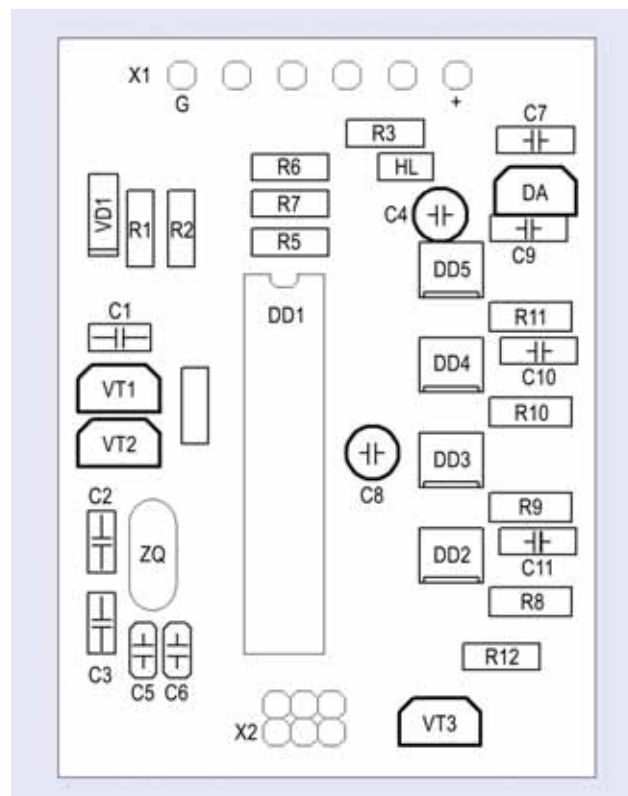 X1
G
+
C7
R3
HL
R6
DA
VD1
R1
R2
R7
C4
R5
C9
DD5
DD1
C1
R11
DD4
C10
VT1
R10
VT2
DD3
C8
C2
R9
ZQ
DD2
C11
R8
C3
R12
C5
C6
X2
VT3